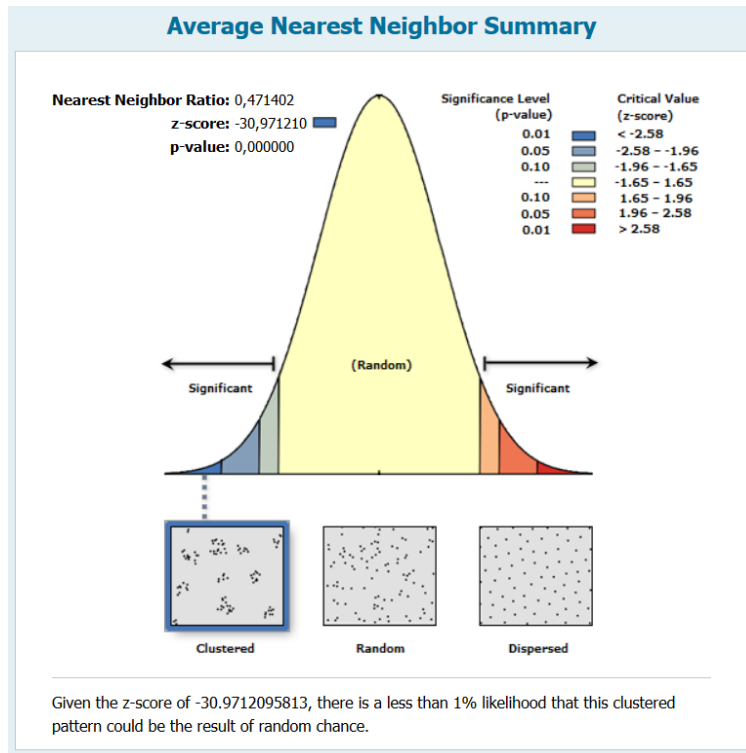 Average Nearest Neighbor Summary
Nearest Neighbor Ratio: 0,471402
z-score: -30,971210
p-value: 0,000000
Significance Level Critical Value
(p-value) (z-score)
0.01 < -2.58
0.05 -2.58 – -1.96
0.10 -1.96 – -1.65
--- -1.65 – 1.65
0.10 1.65 – 1.96
0.05 1.96 – 2.58
0.01 > 2.58
(Random)
Significant Significant
Clustered Random Dispersed
Given the z-score of -30.9712095813, there is a less than 1% likelihood that this clustered
pattern could be the result of random chance.